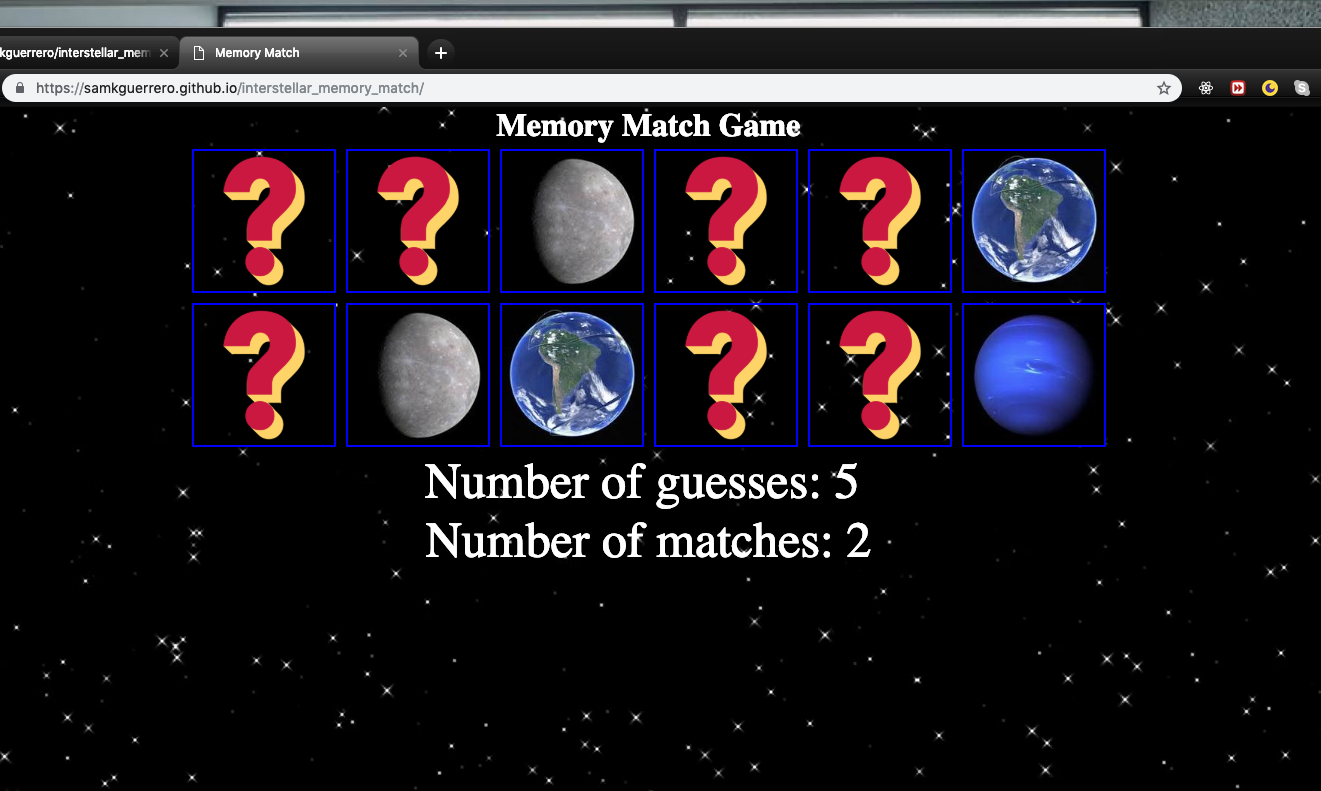 kguerrero/interstellar_mem
Memory Match
https://samkguerrero.github.io/interstellar_memory_match/
Memory Match Game
? ? ? ?
? ? ?
Number of guesses: 5
Number of matches: 2